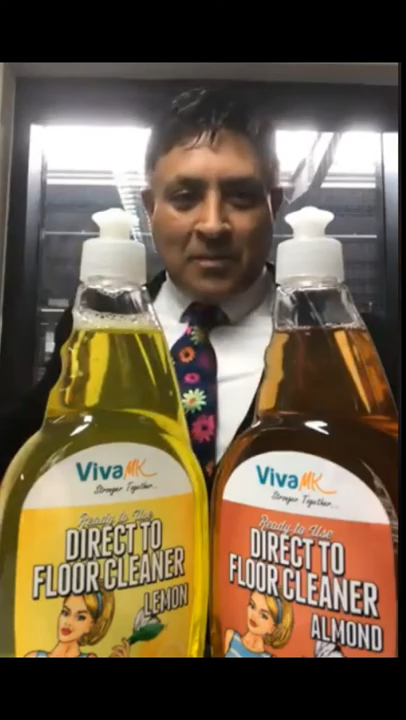 VivaMK
Stronger Together...
Ready to Use
DIRECT TO
FLOOR CLEANER
LEMON
VivaMK
Stronger Together...
Ready to Use
DIRECT TO
FLOOR CLEANER
ALMOND